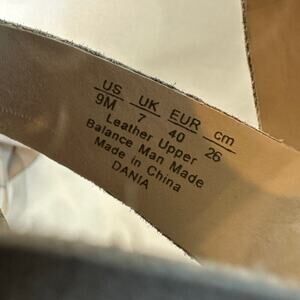 US UK EUR cm
9M 7 40 26
Leather Upper
Balance Man Made
Made in China
DANIA